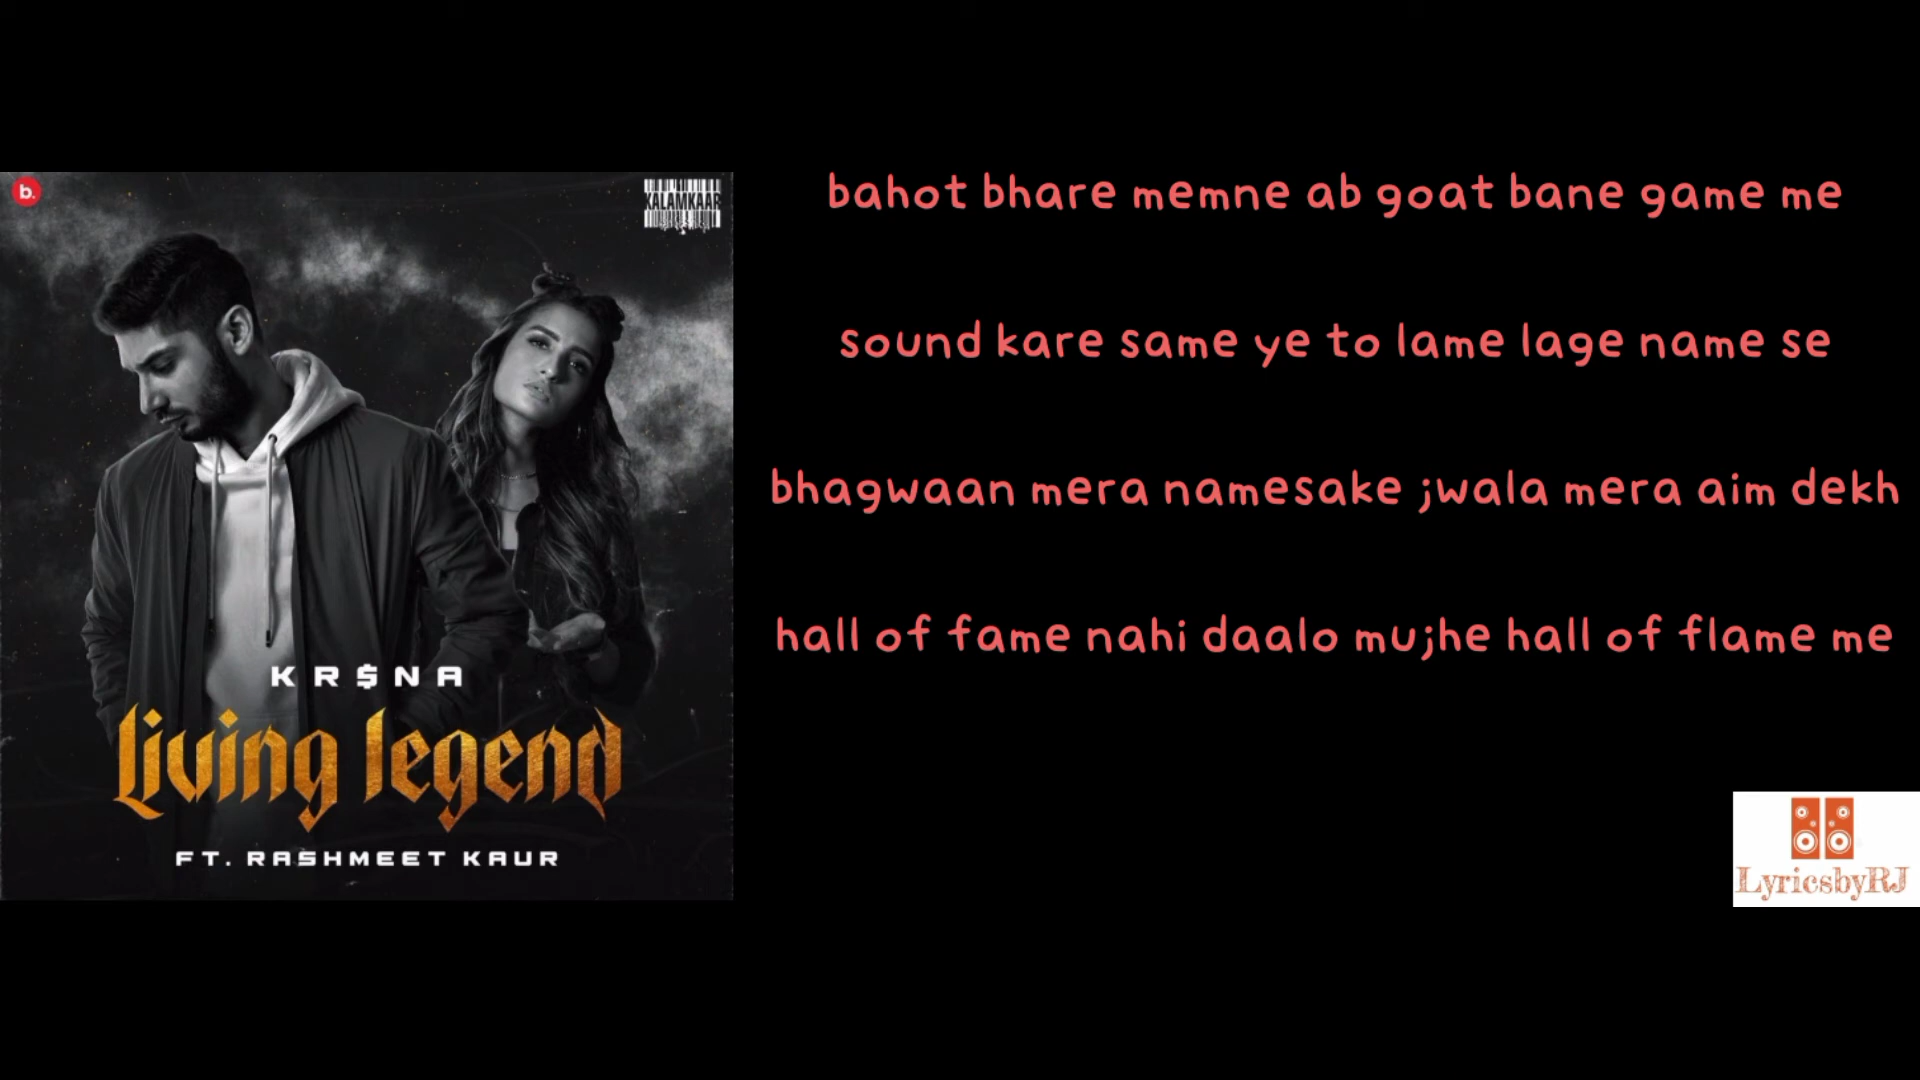 b.
KALAMKAAR
KR$NA
Living legend
FT. RASHMEET KAUR
bahot bhare memne ab goat bane game me
sound kare same ye to lame lage name se
bhagwaan mera namesake jwala mera aim dekh
hall of fame nahi daalo mujhe hall of flame me
LyricsbyRJ